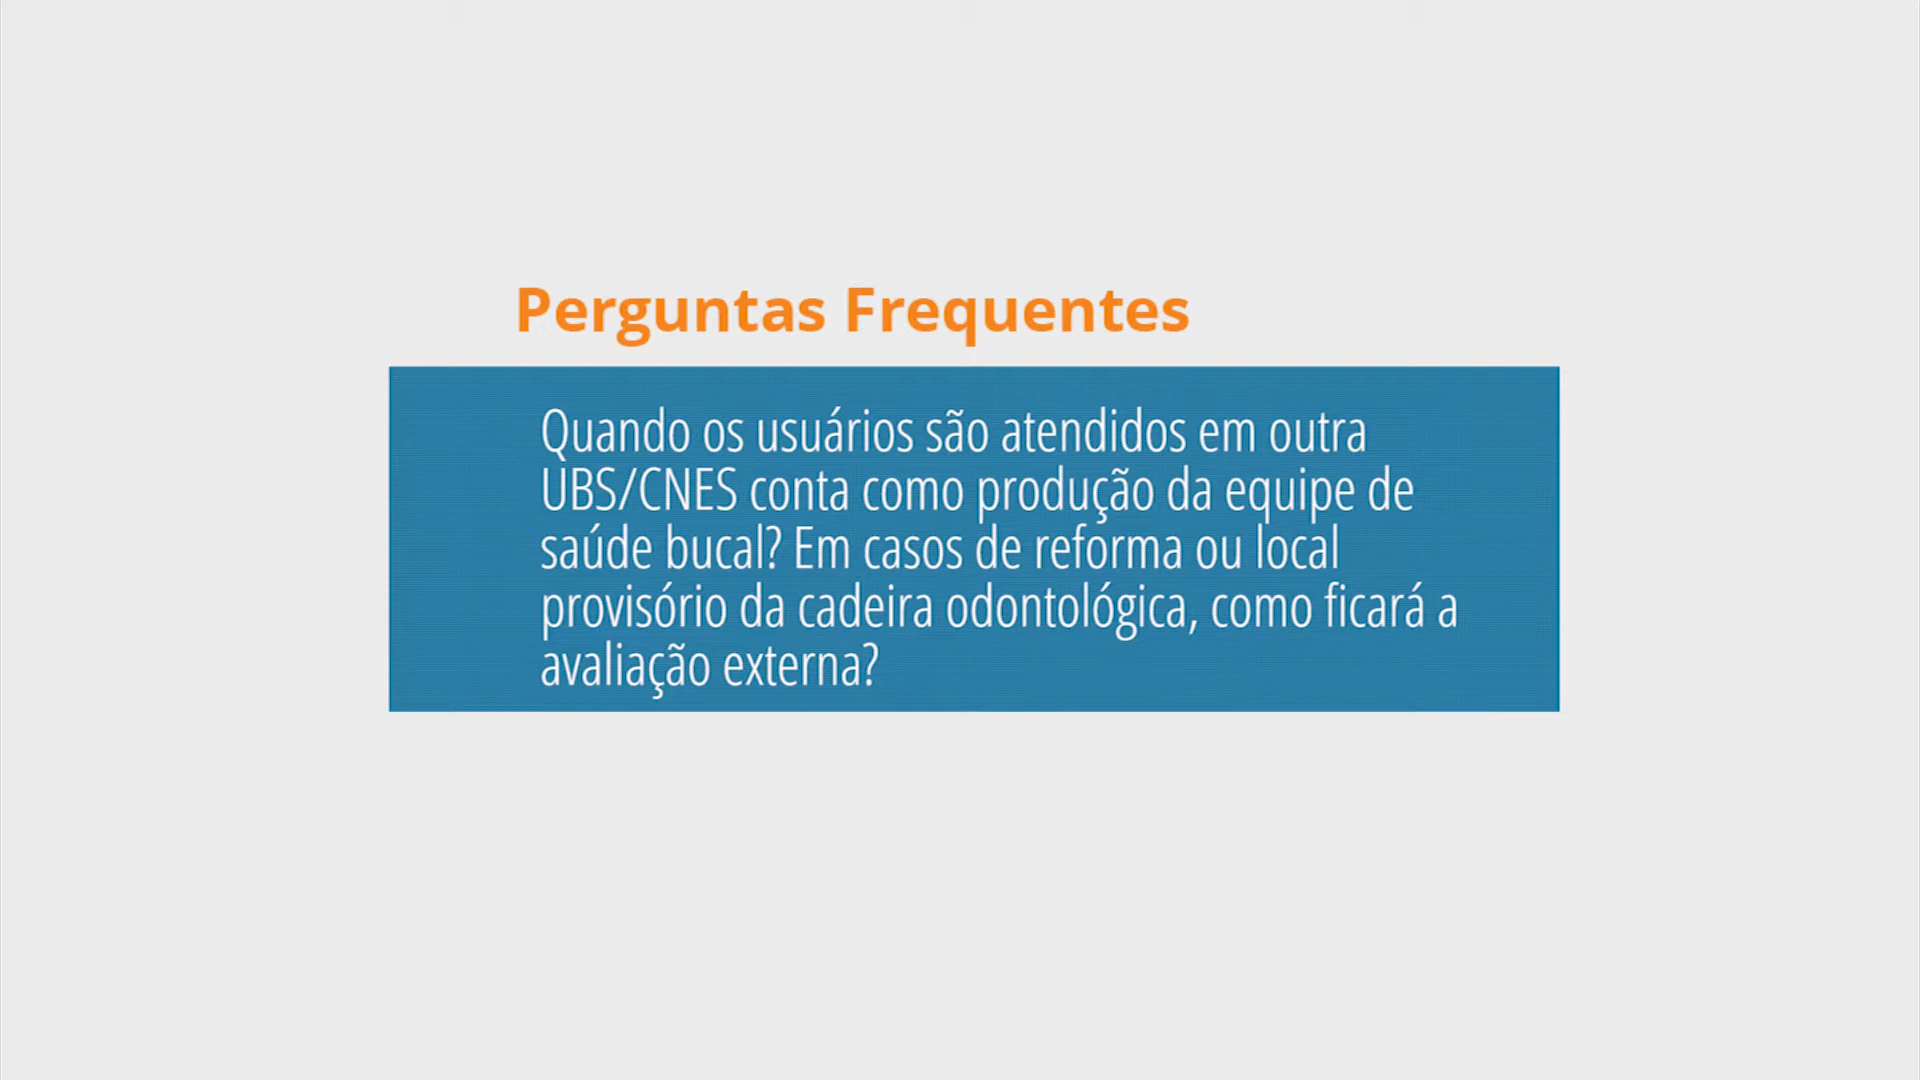 Perguntas Frequentes
Quando os usuários são atendidos em outra
UBS/CNES conta como produção da equipe de
saúde bucal? Em casos de reforma ou local
provisório da cadeira odontológica, como ficará a
avaliação externa?